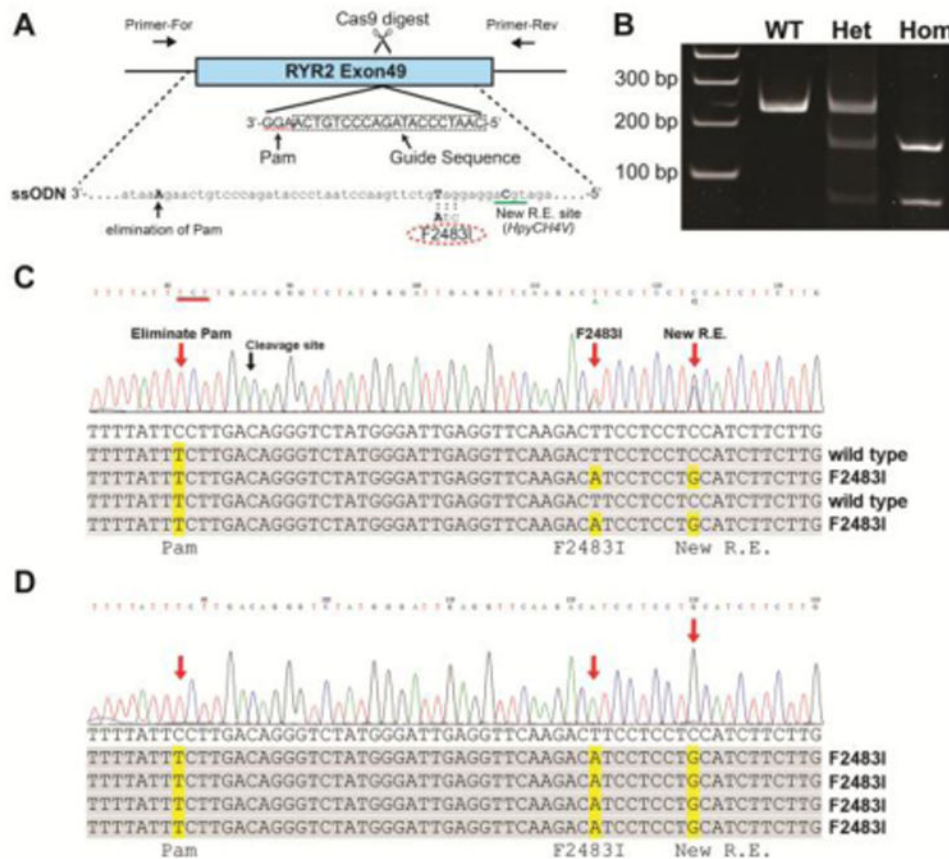 A
Primer-For
Cas9 digest
Primer-Rev
RYR2 Exon49
3'-GGAACTGTCCCAGATACCCTAAC-5'
Pam
Guide Sequence
ssODN 3'- -5'
elimination of Pam
F2483I
New R.E. site
(HpyCH4V)
B
WT Het Hom
300 bp
200 bp
100 bp
C
Eliminate Pam
Cleavage site
F2483I
New R.E.
TTTTATTCCTTGACAGGGTCTATGGGATTGAGGTTCAAGACTTCCTCCTCCATCTTCTTG
TTTTATTTCTTGACAGGGTCTATGGGATTGAGGTTCAAGACTTCCTCCTCCATCTTCTTG wild type
TTTTATTTCTTGACAGGGTCTATGGGATTGAGGTTCAAGACATCCTCCTGCATCTTCTTG F2483I
TTTTATTTCTTGACAGGGTCTATGGGATTGAGGTTCAAGACTTCCTCCTCCATCTTCTTG wild type
TTTTATTTCTTGACAGGGTCTATGGGATTGAGGTTCAAGACATCCTCCTGCATCTTCTTG F2483I
Pam F2483I New R.E.
D
TTTTATTCCTTGACAGGGTCTATGGGATTGAGGTTCAAGACTTCCTCCTCCATCTTCTTG
TTTTATTTCTTGACAGGGTCTATGGGATTGAGGTTCAAGACATCCTCCTGCATCTTCTTG F2483I
TTTTATTTCTTGACAGGGTCTATGGGATTGAGGTTCAAGACATCCTCCTGCATCTTCTTG F2483I
TTTTATTTCTTGACAGGGTCTATGGGATTGAGGTTCAAGACATCCTCCTGCATCTTCTTG F2483I
TTTTATTTCTTGACAGGGTCTATGGGATTGAGGTTCAAGACATCCTCCTGCATCTTCTTG F2483I
Pam F2483I New R.E.